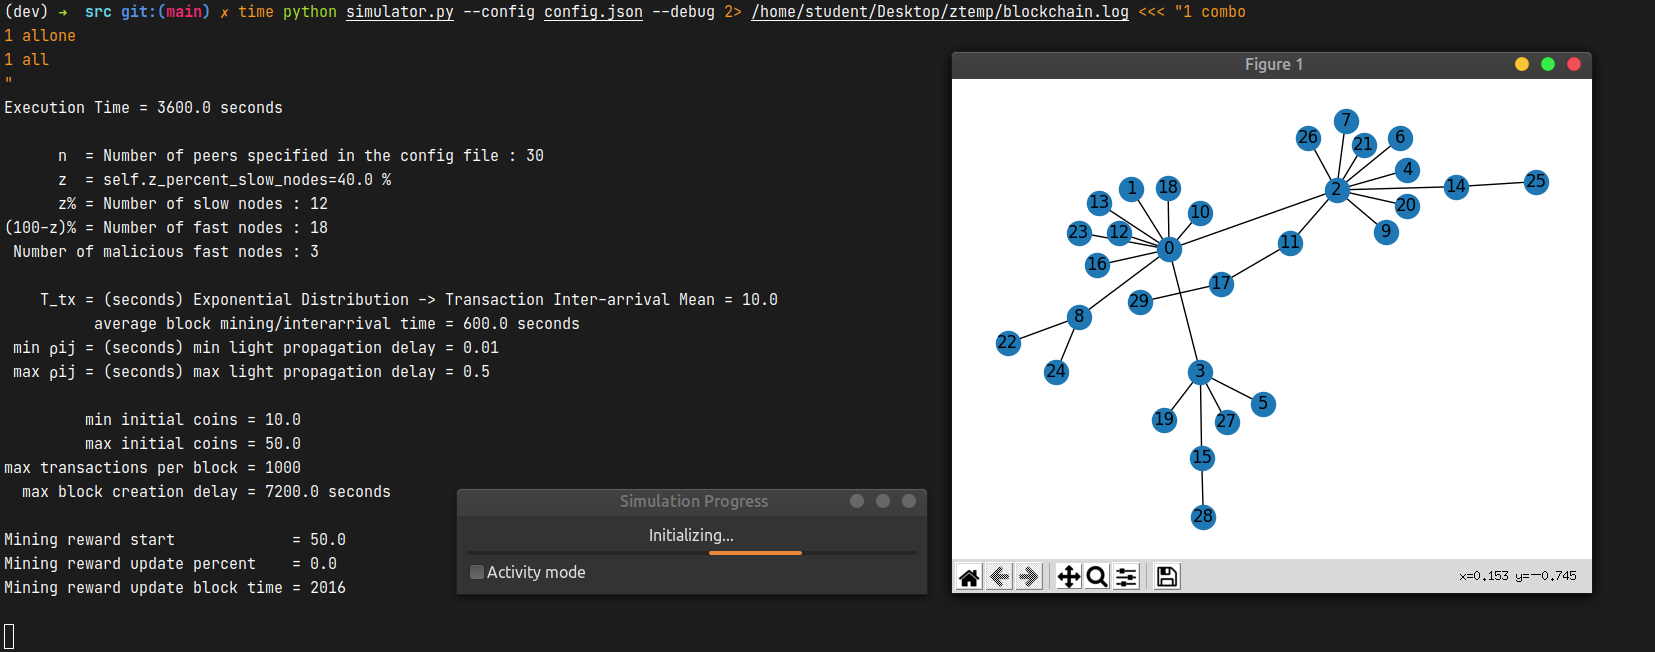 (dev) → src git:(main) ✗ time python simulator.py --config config.json --debug 2> /home/student/Desktop/ztemp/blockchain.log <<< "1 combo
1 allone
1 all
"
Execution Time = 3600.0 seconds
n = Number of peers specified in the config file : 30
z = self.z_percent_slow_nodes=40.0 %
z% = Number of slow nodes : 12
(100-z)% = Number of fast nodes : 18
Number of malicious fast nodes : 3
T_tx = (seconds) Exponential Distribution -> Transaction Inter-arrival Mean = 10.0
average block mining/interarrival time = 600.0 seconds
min ρij = (seconds) min light propagation delay = 0.01
max ρij = (seconds) max light propagation delay = 0.5
min initial coins = 10.0
max initial coins = 50.0
max transactions per block = 1000
max block creation delay = 7200.0 seconds
Mining reward start = 50.0
Mining reward update percent = 0.0
Mining reward update block time = 2016
Simulation Progress
Initializing...
Activity mode
Figure 1
7
26
21
6
4
14
25
2
20
9
1
18
13
10
23
12
0
16
11
17
29
8
22
24
3
19
27
5
15
28
x=0.153 y=−0.745